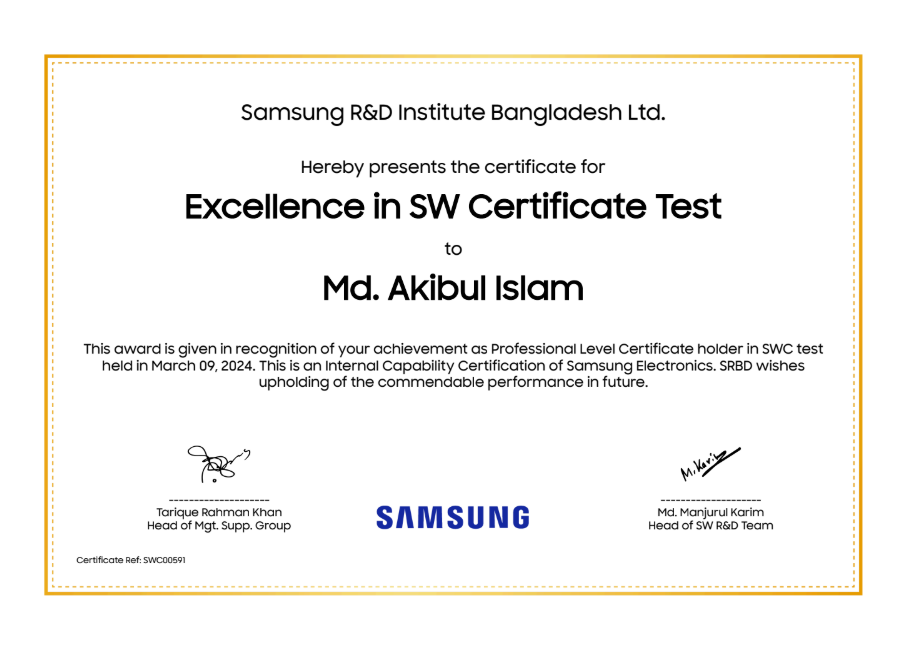 Samsung R&D Institute Bangladesh Ltd.
Hereby presents the certificate for
Excellence in SW Certificate Test
to
Md. Akibul Islam
This award is given in recognition of your achievement as Professional Level Certificate holder in SWC test
held in March 09, 2024. This is an Internal Capability Certification of Samsung Electronics. SRBD wishes
upholding of the commendable performance in future.
M. Karim
--------------------
Tarique Rahman Khan
Head of Mgt. Supp. Group
SAMSUNG
--------------------
Md. Manjurul Karim
Head of SW R&D Team
Certificate Ref: SWC00591